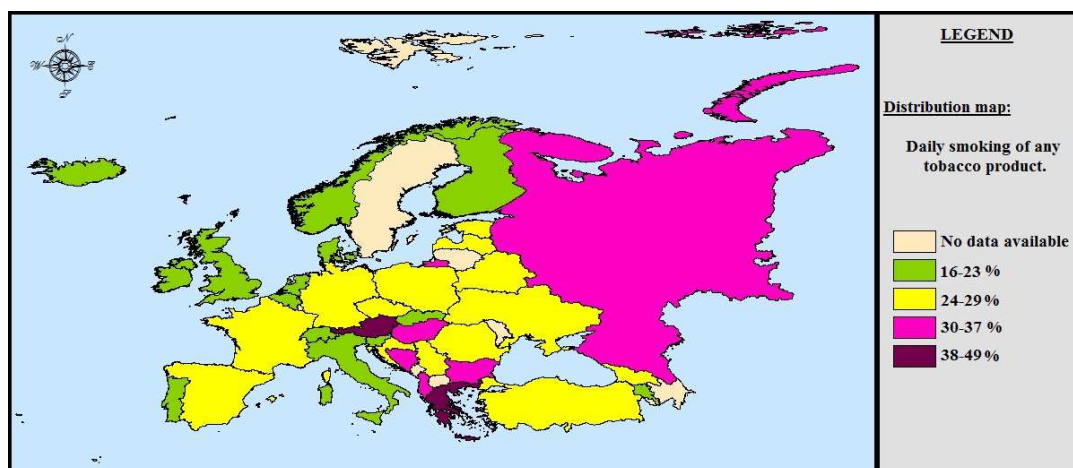 N
W
E
S
LEGEND
Distribution map:
Daily smoking of any
tobacco product.
No data available
16-23 %
24-29%
30-37 %
38-49%